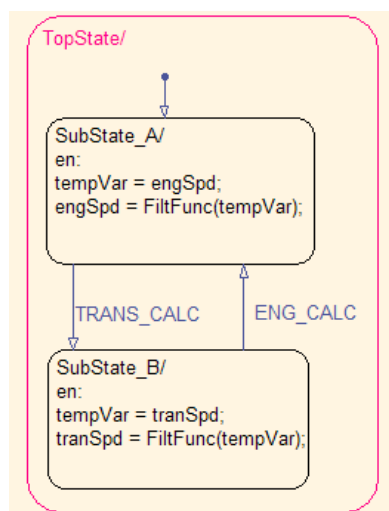 TopState/
SubState_A/
en:
tempVar = engSpd;
engSpd = FiltFunc(tempVar);
TRANS_CALC
ENG_CALC
SubState_B/
en:
tempVar = tranSpd;
tranSpd = FiltFunc(tempVar);